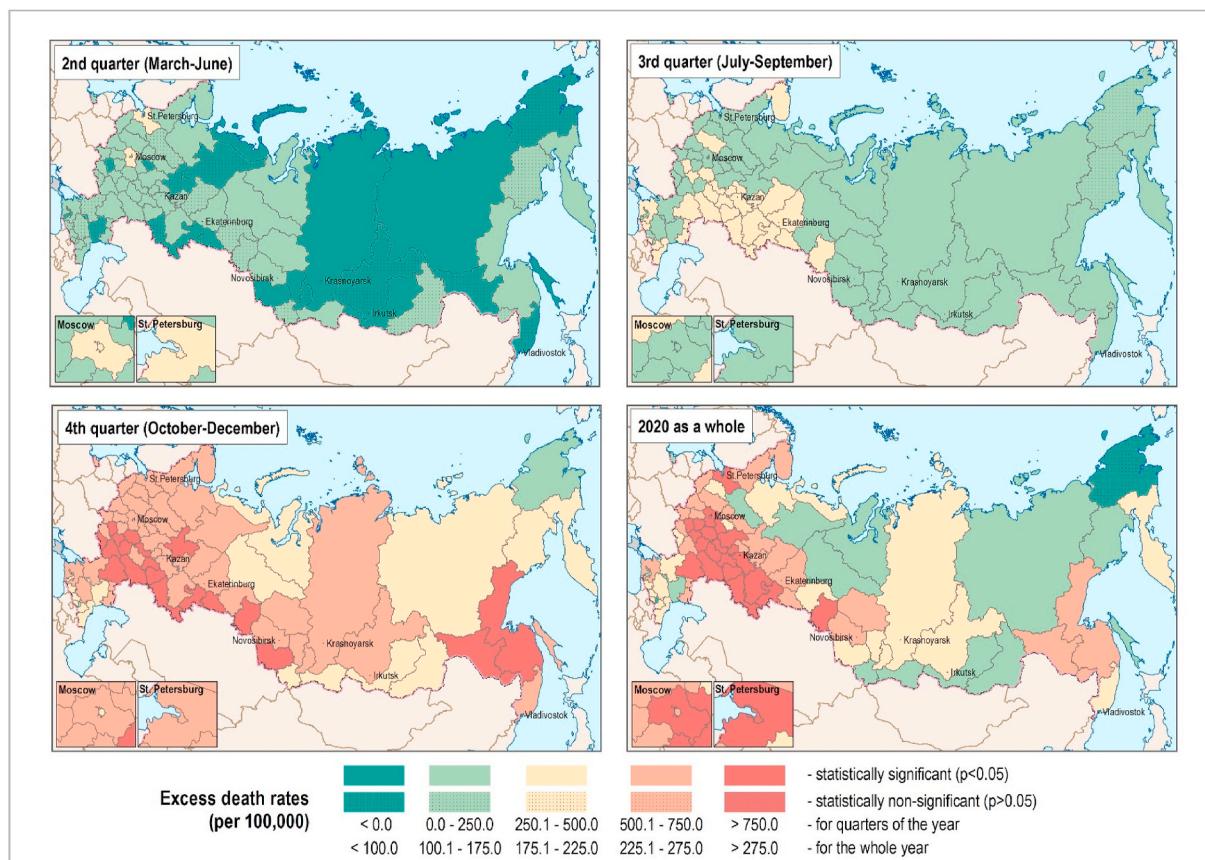 2nd quarter (March-June)
St.Petersburg
Moscow
Kazan
Ekaterinburg
Novosibirsk
Krasnoyarsk
Irkutsk
Vladivostok
Moscow
St. Petersburg
3rd quarter (July-September)
St.Petersburg
Moscow
Kazan
Ekaterinburg
Novosibirsk
Krasnoyarsk
Irkutsk
Vladivostok
Moscow
St. Petersburg
4th quarter (October-December)
St.Petersburg
Moscow
Kazan
Ekaterinburg
Novosibirsk
Krasnoyarsk
Irkutsk
Vladivostok
Moscow
St. Petersburg
2020 as a whole
St.Petersburg
Moscow
Kazan
Ekaterinburg
Novosibirsk
Krasnoyarsk
Irkutsk
Vladivostok
Moscow
St. Petersburg
Excess death rates
(per 100,000)
- statistically significant (p<0.05)
- statistically non-significant (p>0.05)
< 0.0 0.0 - 250.0 250.1 - 500.0 500.1 - 750.0 > 750.0 - for quarters of the year
< 100.0 100.1 - 175.0 175.1 - 225.0 225.1 - 275.0 > 275.0 - for the whole year